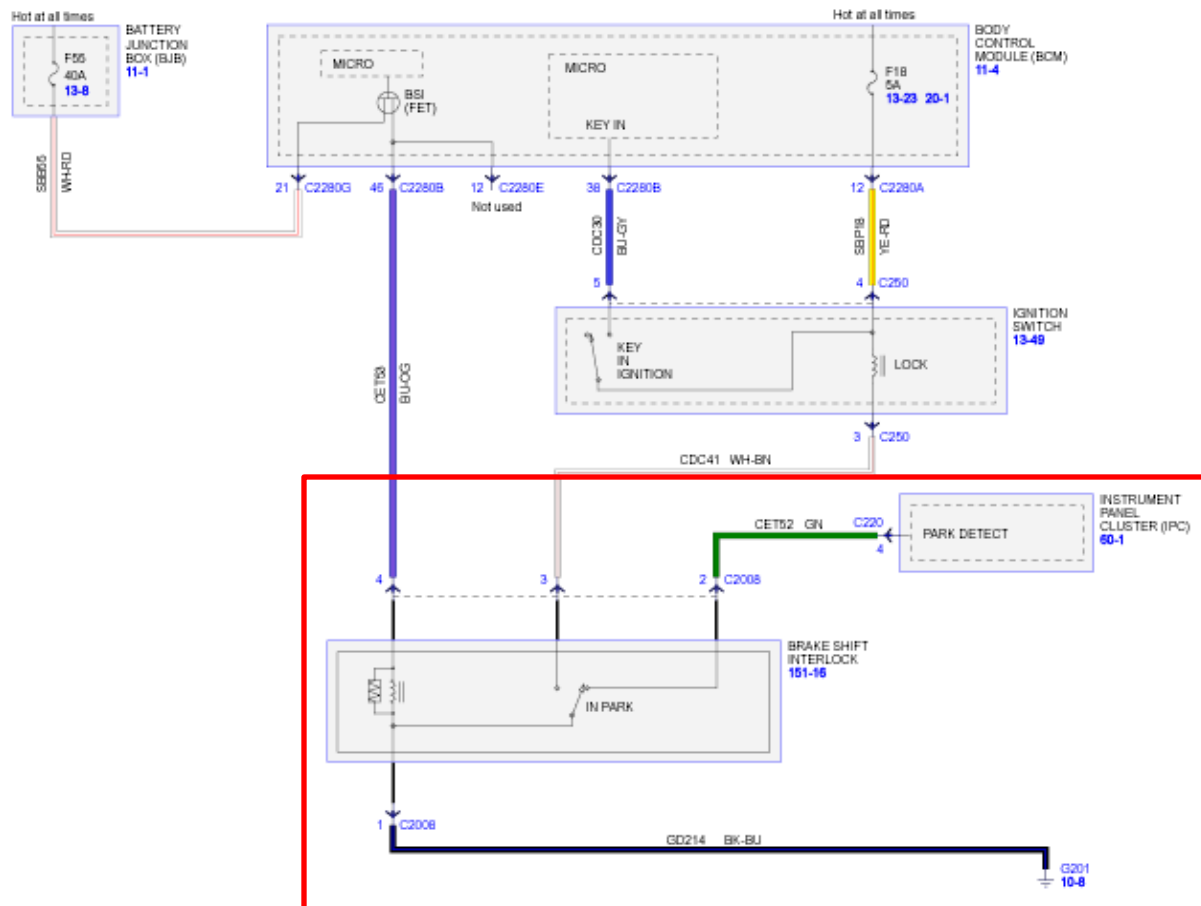 Hot at all times
BATTERY
JUNCTION
BOX (BJB)
11-1
F55
40A
13-8
SBB55
WH-RD
Hot at all times
BODY
CONTROL
MODULE (BCM)
11-4
MICRO
BSI
(FET)
MICRO
KEY IN
F18
5A
13-23 20-1
21 C2280G
46 C2280B
12 C2280E
Not used
38 C2280B
12 C2280A
CDC30
BU-GY
SBP18
YE-RD
5
4 C250
IGNITION
SWITCH
13-49
KEY
IN
IGNITION
LOCK
CET53
BU-OG
3 C250
CDC41 WH-BN
INSTRUMENT
PANEL
CLUSTER (IPC)
60-1
PARK DETECT
CET52 GN
C220
4
4
3
2 C2008
BRAKE SHIFT
INTERLOCK
151-16
IN PARK
1 C2008
GD214 BK-BU
G201
10-8